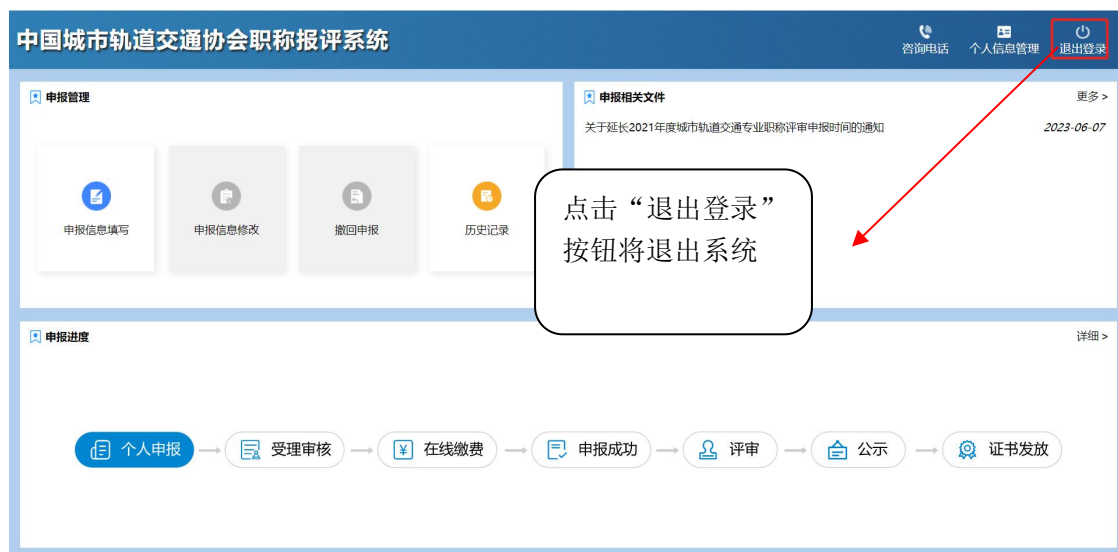 中国城市轨道交通协会职称报评系统
咨询电话
个人信息管理
退出登录
申报管理
申报信息填写
申报信息修改
撤回申报
历史记录
申报相关文件
更多 >
关于延长2021年度城市轨道交通专业职称评审申报时间的通知
2023-06-07
点击“退出登录”
按钮将退出系统
申报进度
详细 >
个人申报
受理审核
在线缴费
申报成功
评审
公示
证书发放